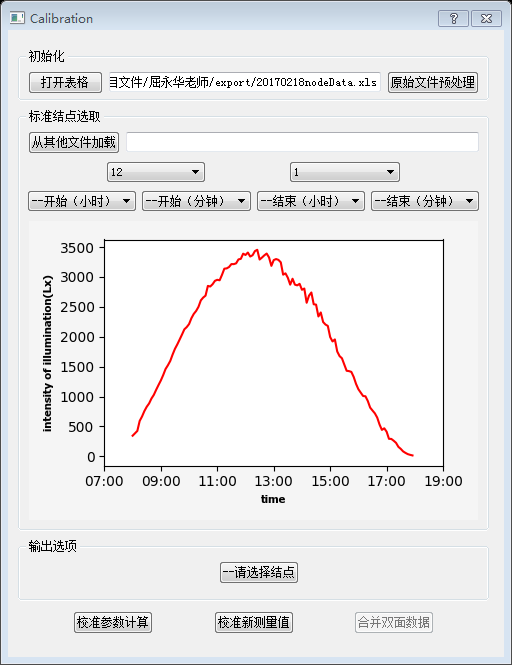 Calibration
初始化
打开表格 目文件/屈永华老师/export/20170218nodeData.xls 原始文件预处理
标准结点选取
从其他文件加载
12 1
--开始（小时） --开始（分钟） --结束（小时） --结束（分钟）
3500
3000
2500
2000
1500
1000
500
0
intensity of illumination(Lx)
07:00 09:00 11:00 13:00 15:00 17:00 19:00
time
输出选项
--请选择结点
校准参数计算 校准新测量值 合并双面数据